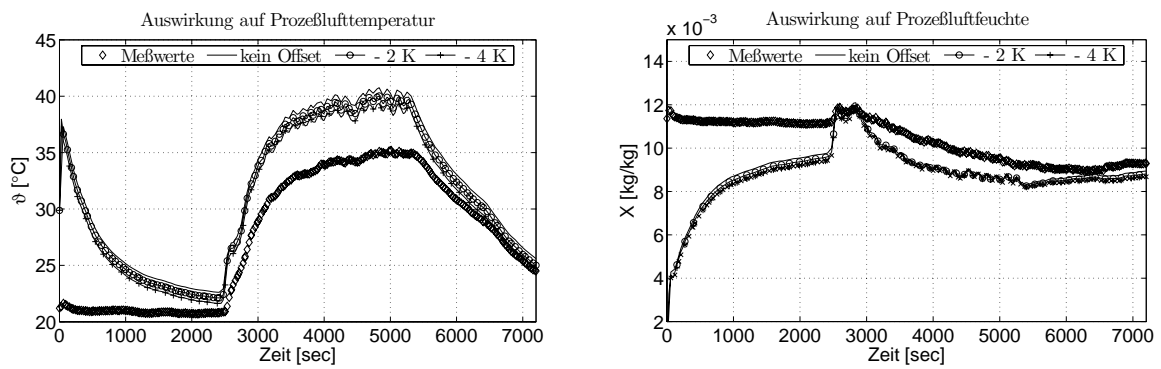 Auswirkung auf Prozeßlufttemperatur
45
40
35
30
25
20
ϑ [°C]
Meßwerte kein Offset - 2 K - 4 K
0 1000 2000 3000 4000 5000 6000 7000
Zeit [sec]
Auswirkung auf Prozeßluftfeuchte
x 10⁻³
14
12
10
8
6
4
2
X [kg/kg]
Meßwerte kein Offset - 2 K - 4 K
0 1000 2000 3000 4000 5000 6000 7000
Zeit [sec]